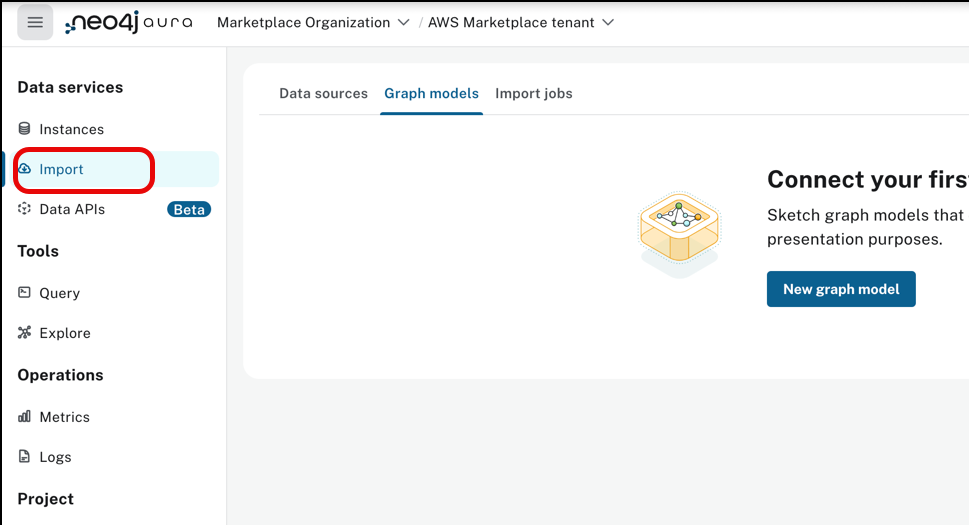 neo4j aura Marketplace Organization / AWS Marketplace tenant
Data services
Instances
Import
Data APIs Beta
Tools
Query
Explore
Operations
Metrics
Logs
Project
Data sources Graph models Import jobs
Connect your first
Sketch graph models that
presentation purposes.
New graph model